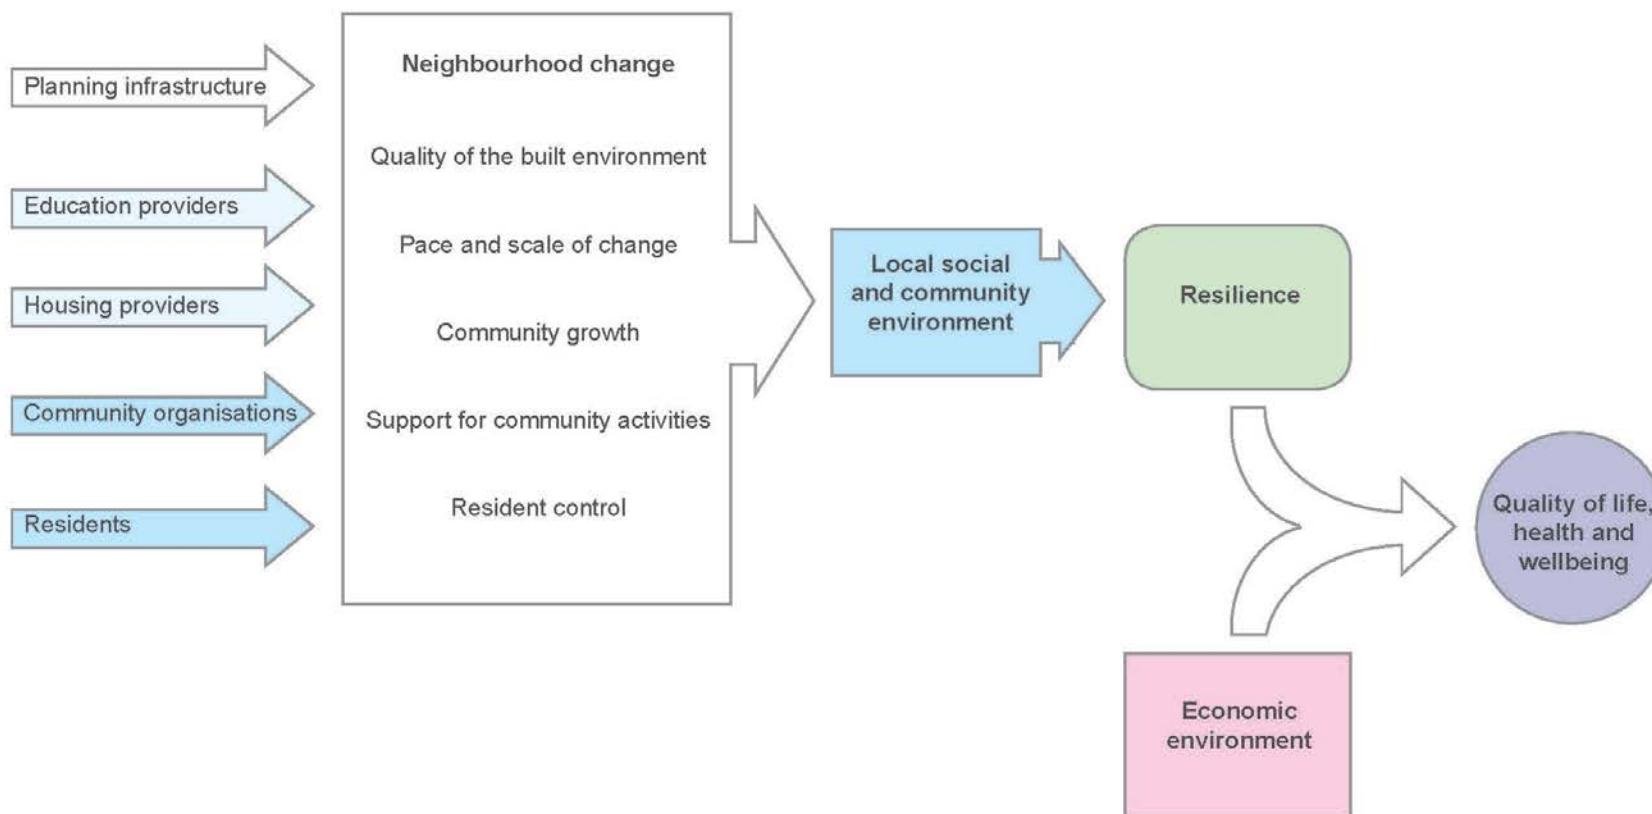 Planning infrastructure
Education providers
Housing providers
Community organisations
Residents
Neighbourhood change
Quality of the built environment
Pace and scale of change
Community growth
Support for community activities
Resident control
Local social
and community
environment
Resilience
Quality of life,
health and
wellbeing
Economic
environment